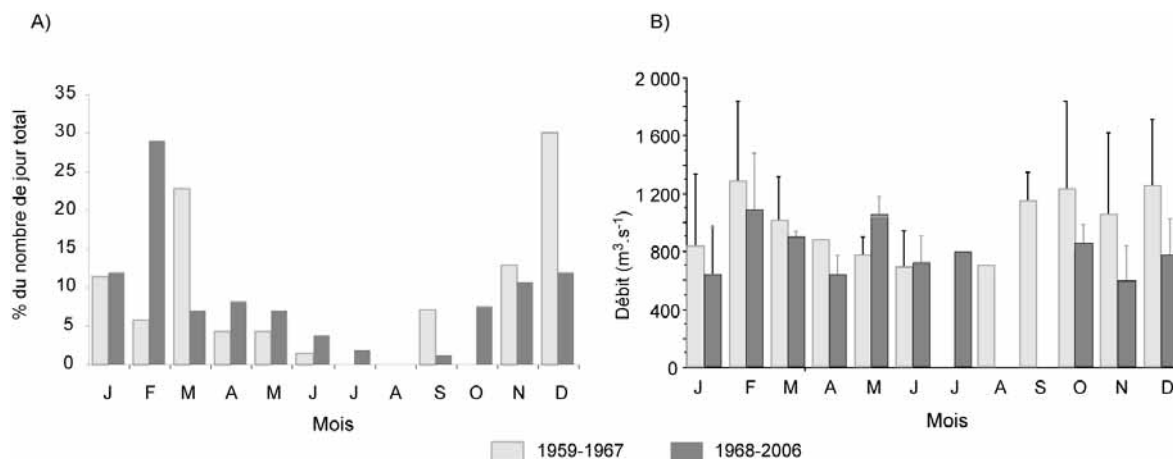 A)
% du nombre de jour total
35
30
25
20
15
10
5
0
J F M A M J J A S O N D
Mois
B)
Débit (m³.s⁻¹)
2 000
1 600
1 200
800
400
0
J F M A M J J A S O N D
Mois
1959-1967 1968-2006